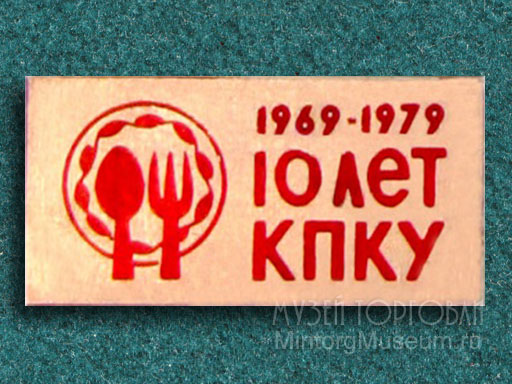 1969-1979
10 лет
КПКУ
МУЗЕЙ ТОРГОВЛИ
MintorgMuseum.ru